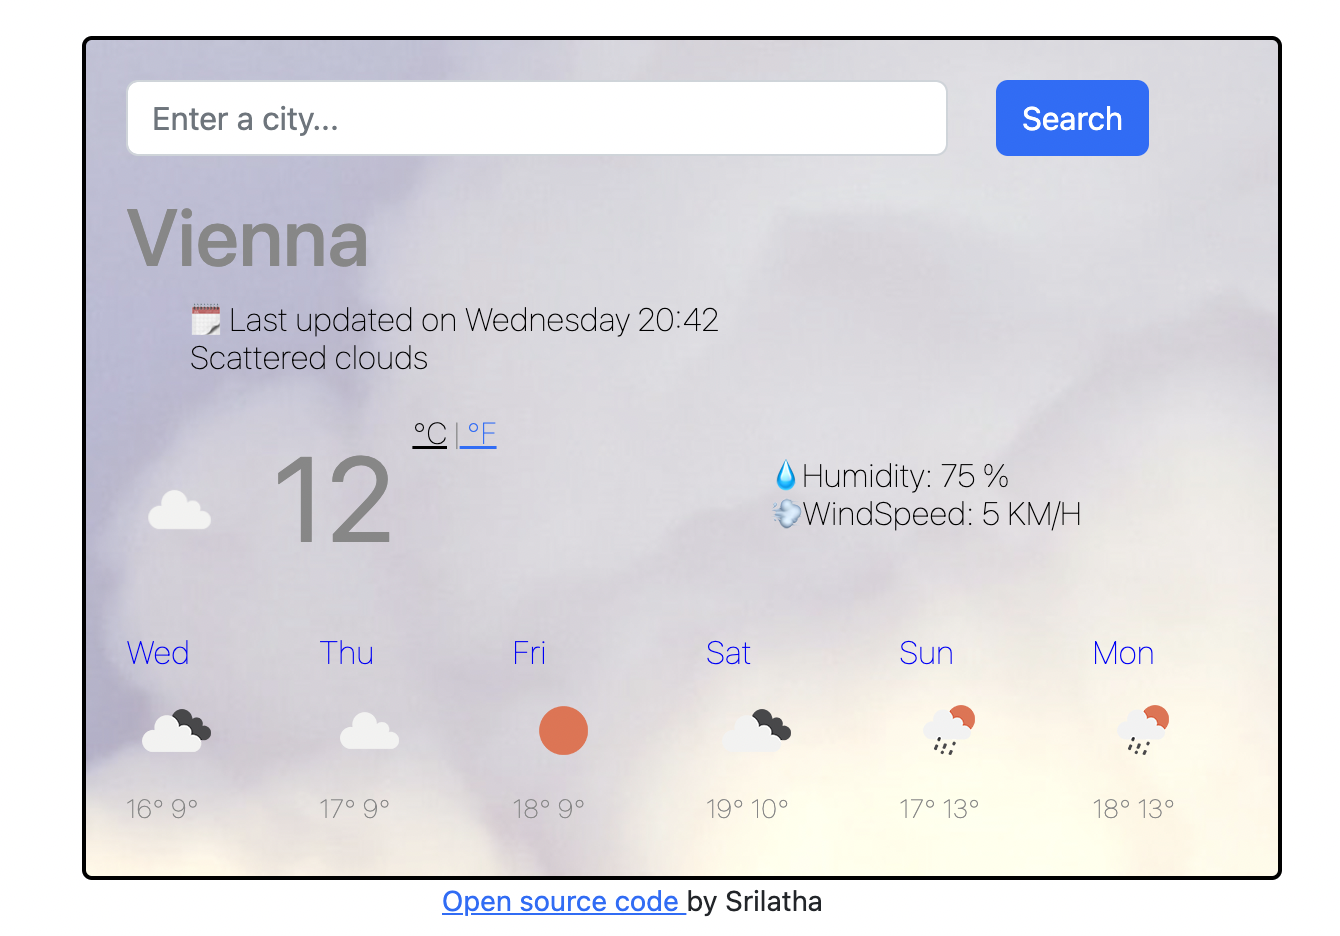 Enter a city...
Search
Vienna
Last updated on Wednesday 20:42
Scattered clouds
°C | °F
12
Humidity: 75 %
WindSpeed: 5 KM/H
Wed Thu Fri Sat Sun Mon
16° 9° 17° 9° 18° 9° 19° 10° 17° 13° 18° 13°
Open source code by Srilatha